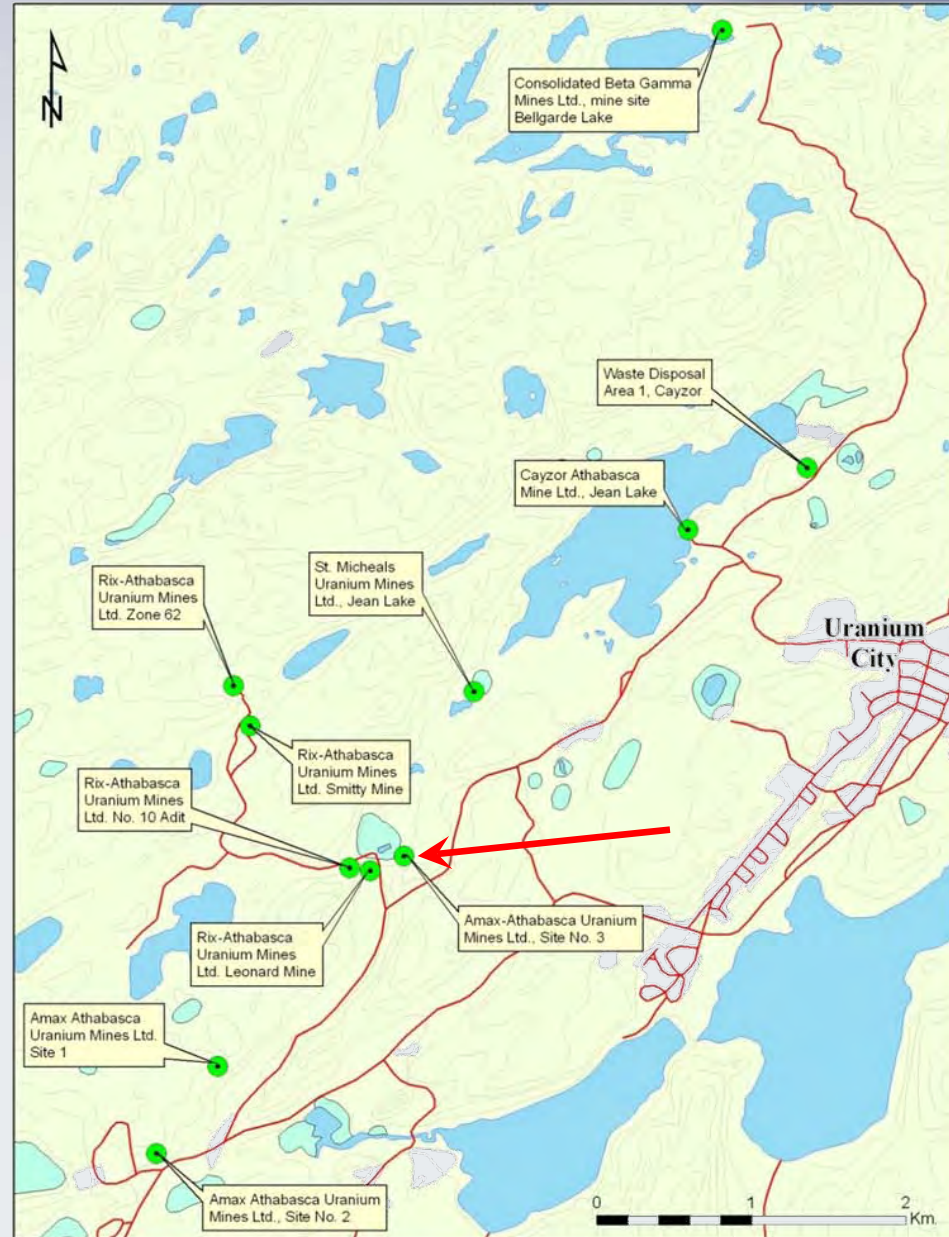 N
Consolidated Beta Gamma
Mines Ltd., mine site
Bellgarde Lake
Waste Disposal
Area 1, Cayzor
Cayzor Athabasca
Mine Ltd., Jean Lake
St. Micheals
Uranium Mines
Ltd., Jean Lake
Rix-Athabasca
Uranium Mines
Ltd. Zone 62
Uranium
City
Rix-Athabasca
Uranium Mines
Ltd. Smitty Mine
Rix-Athabasca
Uranium Mines
Ltd. No. 10 Adit
Amax-Athabasca Uranium
Mines Ltd., Site No. 3
Rix-Athabasca
Uranium Mines
Ltd. Leonard Mine
Amax Athabasca
Uranium Mines Ltd.
Site 1
Amax Athabasca Uranium
Mines Ltd., Site No. 2
0 2
Km